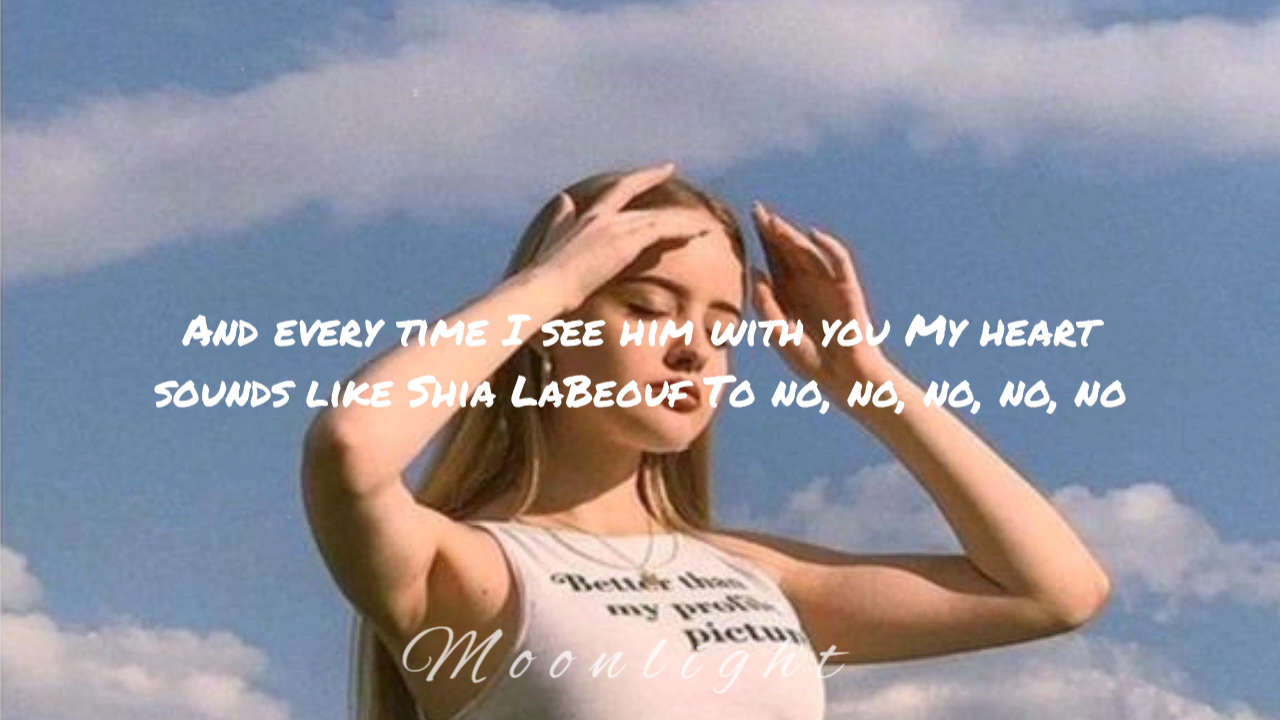 And every time I see him with you My heart
sounds like Shia LaBeouf To no, no, no, no, no
Better than
my profile
pictur
Moonlight